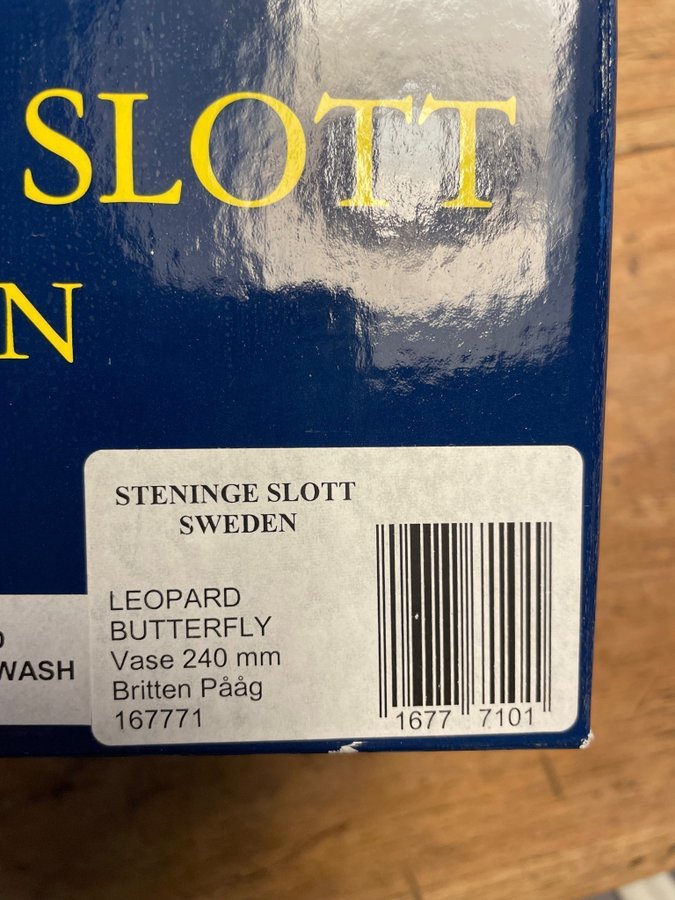 SLOTT
N
STENINGE SLOTT
SWEDEN
LEOPARD
BUTTERFLY
Vase 240 mm
Britten Pååg
167771
1677 7101
WASH